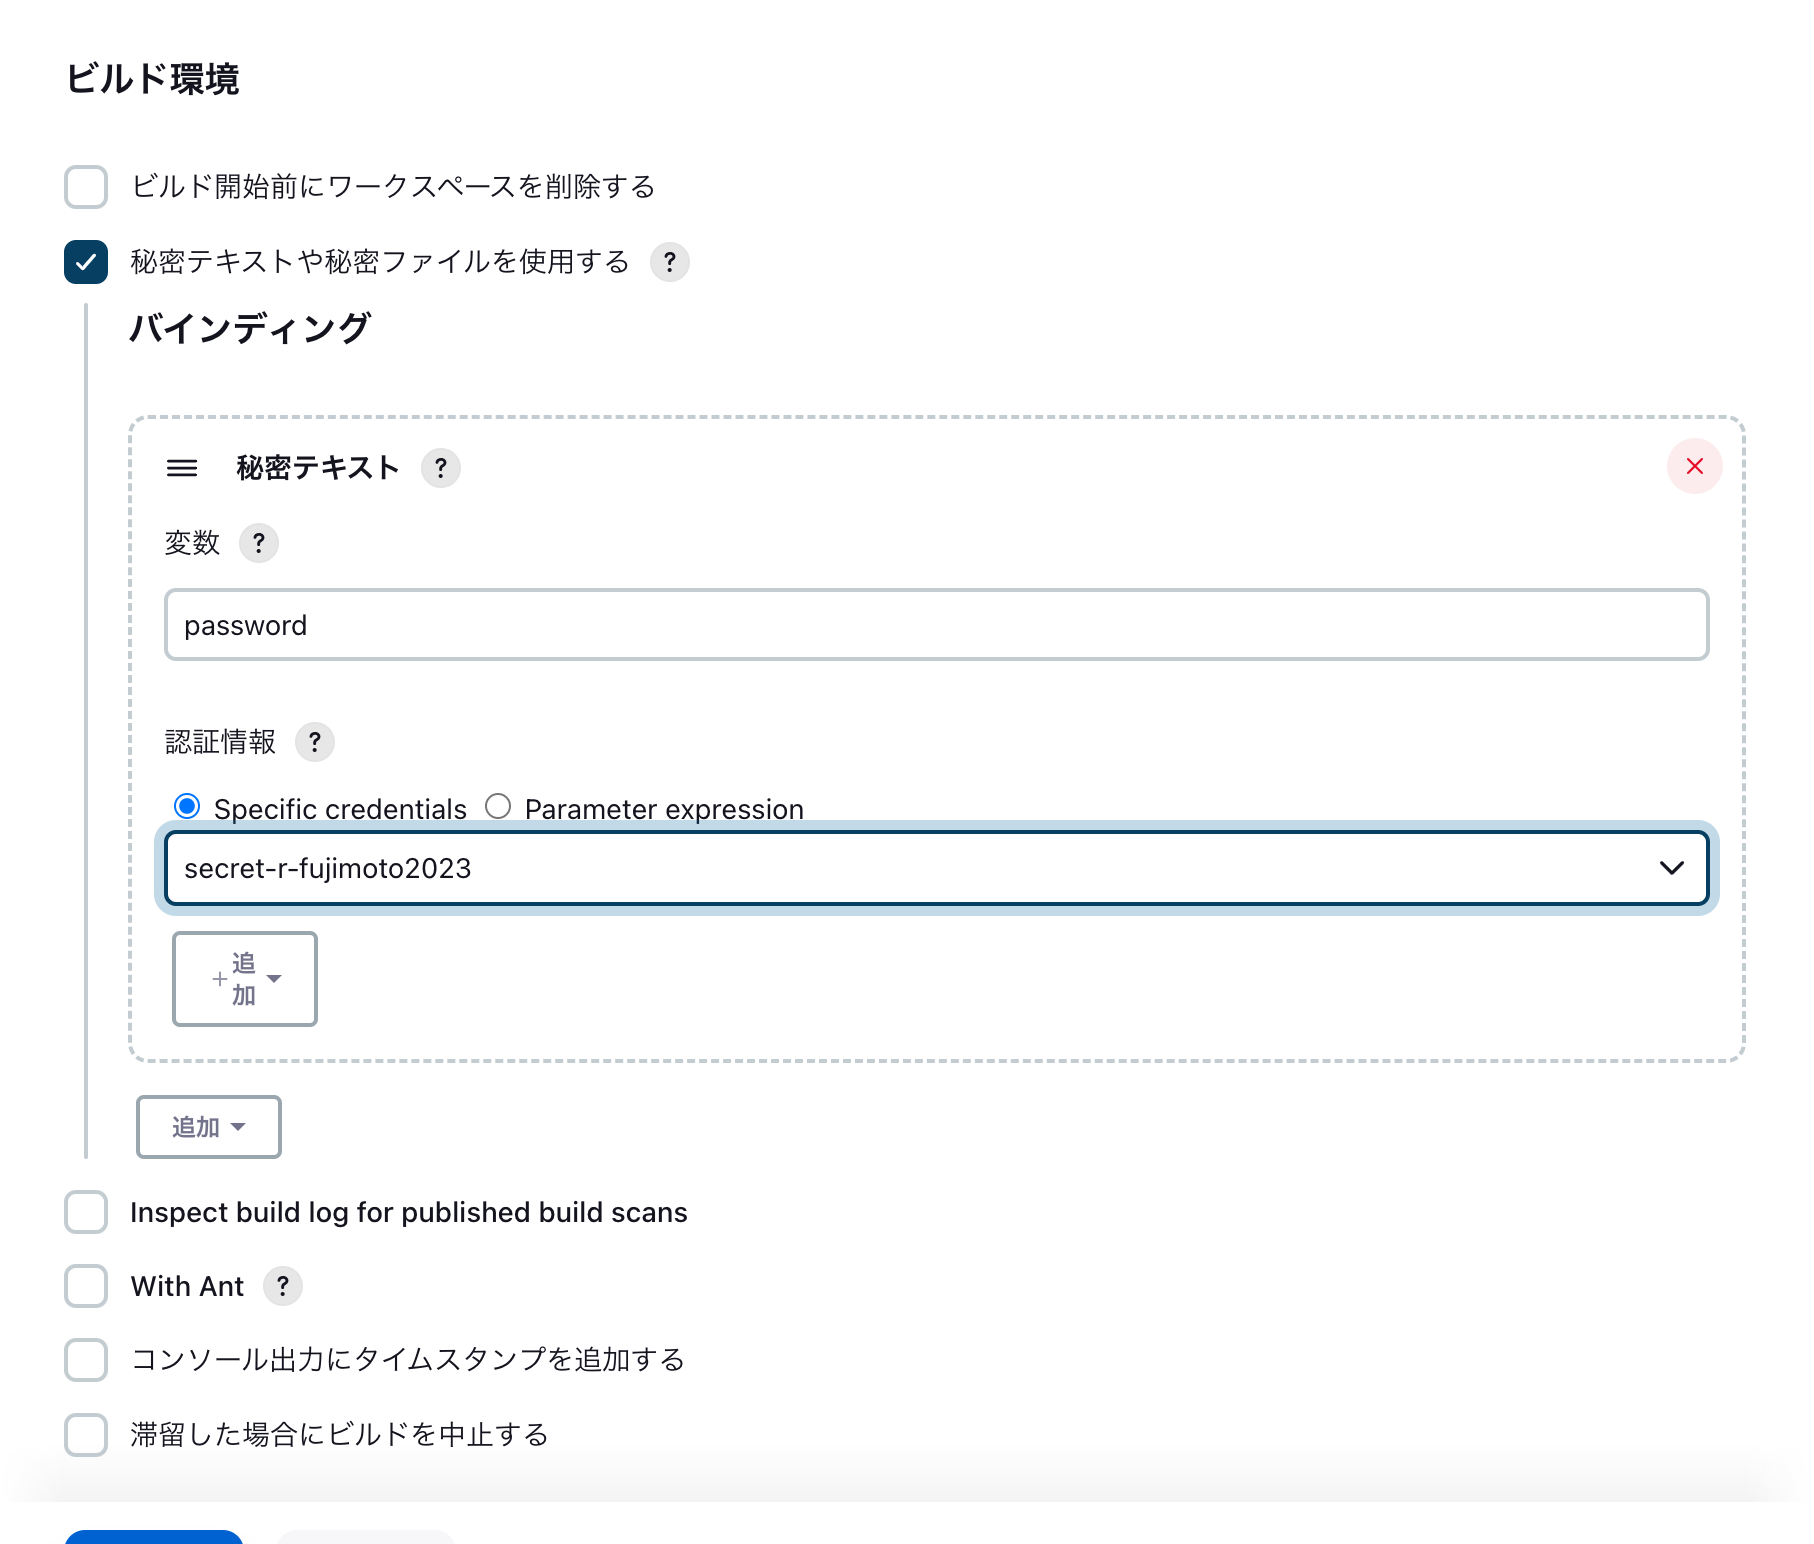 ビルド環境
ビルド開始前にワークスペースを削除する
秘密テキストや秘密ファイルを使用する ?
バインディング
秘密テキスト ?
変数 ?
password
認証情報 ?
Specific credentials Parameter expression
secret-r-fujimoto2023
+追
加
追加
Inspect build log for published build scans
With Ant ?
コンソール出力にタイムスタンプを追加する
滞留した場合にビルドを中止する